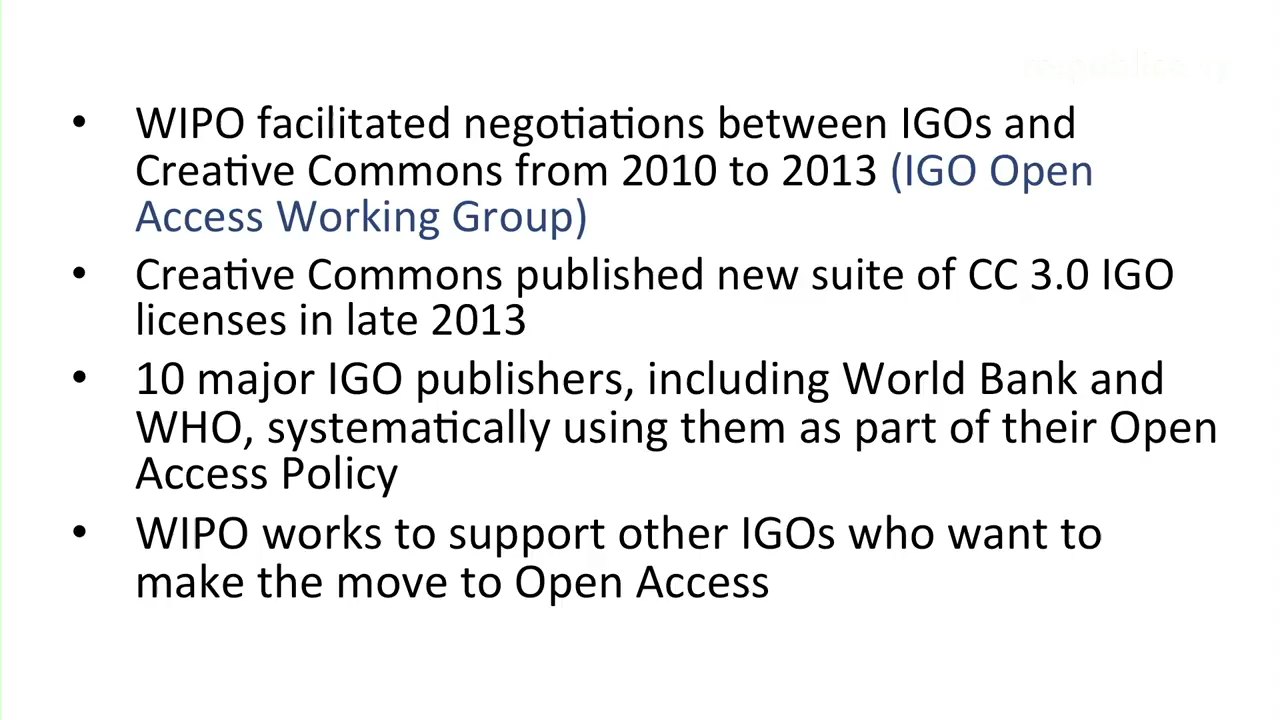 • WIPO facilitated negotiations between IGOs and
Creative Commons from 2010 to 2013 (IGO Open
Access Working Group)
• Creative Commons published new suite of CC 3.0 IGO
licenses in late 2013
• 10 major IGO publishers, including World Bank and
WHO, systematically using them as part of their Open
Access Policy
• WIPO works to support other IGOs who want to
make the move to Open Access